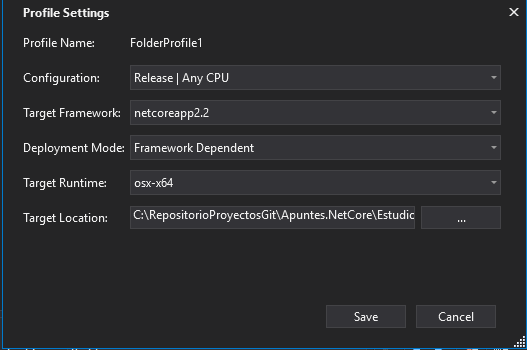 Profile Settings
Profile Name: FolderProfile1
Configuration: Release | Any CPU
Target Framework: netcoreapp2.2
Deployment Mode: Framework Dependent
Target Runtime: osx-x64
Target Location: C:\RepositorioProyectosGit\Apuntes.NetCore\Estudic ...
Save Cancel